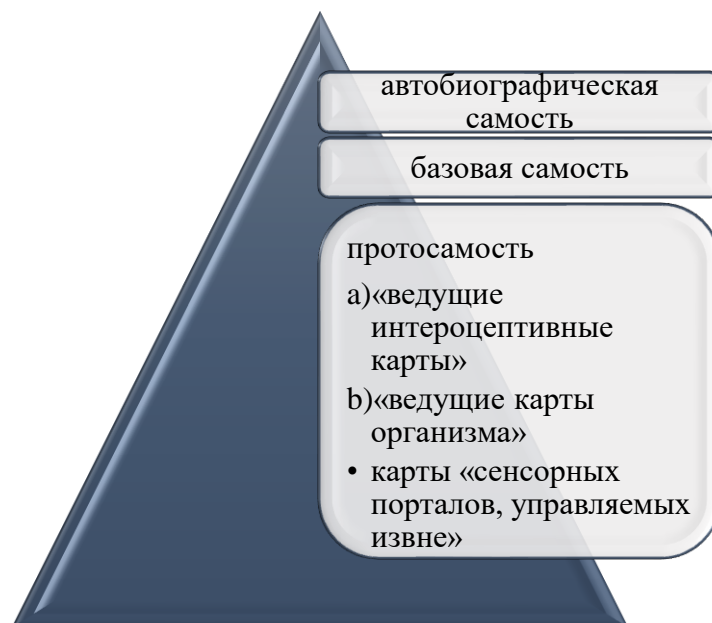 автобиографическая
самость
базовая самость
протосамость
a)«ведущие
интероцептивные
карты»
b)«ведущие карты
организма»
• карты «сенсорных
порталов, управляемых
извне»